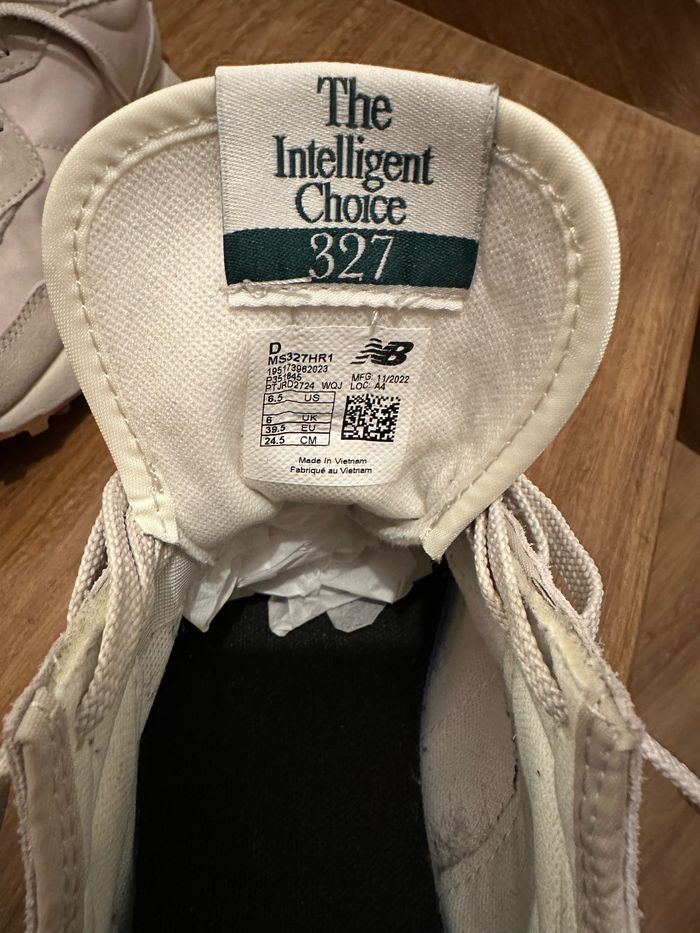 The
Intelligent
Choice
327
D
MS327HR1
NB
195173962023
P351845
MFG 11/2022
PTJRD2724 WQJ LOC A4
6.5 US
6 UK
39.5 EU
24.5 CM
Made In Vietnam
Fabriqué au Vietnam